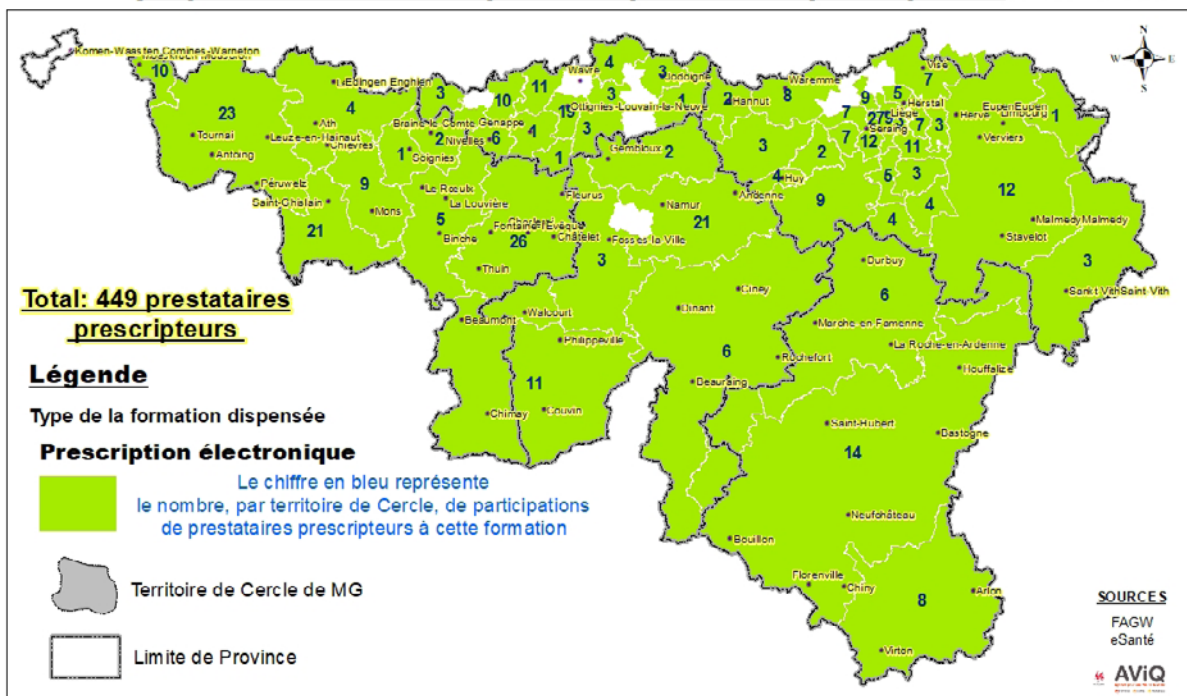 Komen-Waasten Comines-Warneton
N
W
E
S
10
23
Tournai
Antoing
Péruwelz
Leuze-en-Hainaut
Edingen Enghien
4
Ath
Chièvres
Saint-Ghislain
21
9
Mons
1
Soignies
3
Braine-le-Comte
2
Nivelles
6
Genappe
10
11
4
Wavre
19
Ottignies-Louvain-la-Neuve
4
3
3
Jodoigne
1
3
1
Le Rœulx
La Louvière
5
Binche
Fontaine-l'Evêque
26
Châtelet
Thuin
Fleurus
Gembloux
2
Namur
21
Andenne
Fosses-la-Ville
3
2
Hannut
8
Waremme
3
4
Huy
9
2
7
9
5
Visé
7
Herstal
Liège
Seraing
7
12
7
3
11
5
3
4
4
Herve
Verviers
Limbourg
1
12
Malmedy Malmedy
Stavelot
3
Sankt Vith Saint-Vith
Total: 449 prestataires
prescripteurs
Beaumont
Walcourt
Philippeville
11
Couvin
Chimay
Ciney
Dinant
6
Beauraing
Rochefort
Durbuy
6
Marche-en-Famenne
La Roche-en-Ardenne
Houffalize
Saint-Hubert
14
Bastogne
Neufchâteau
Bouillon
Florenville
Chiny
8
Arlon
Virton
Légende
Type de la formation dispensée
Prescription électronique
Le chiffre en bleu représente
le nombre, par territoire de Cercle, de participations
de prestataires prescripteurs à cette formation
Territoire de Cercle de MG
Limite de Province
SOURCES
FAGW
eSanté
AViQ